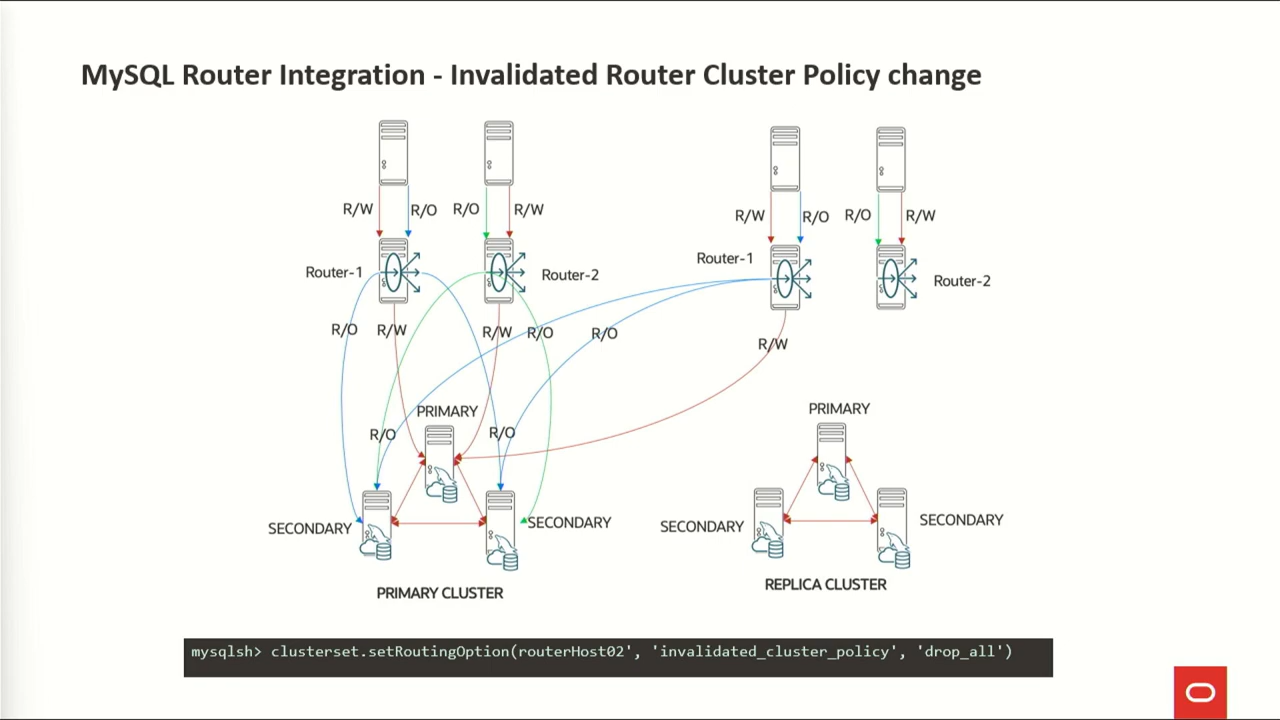 MySQL Router Integration - Invalidated Router Cluster Policy change
R/W R/O R/O R/W
R/W R/O R/O R/W
Router-1 Router-2
Router-1 Router-2
R/O R/W R/W R/O R/O
R/W
PRIMARY
PRIMARY
R/O R/O
SECONDARY SECONDARY
SECONDARY SECONDARY
PRIMARY CLUSTER
REPLICA CLUSTER
mysqlsh> clusterset.setRoutingOption(routerHost02', 'invalidated_cluster_policy', 'drop_all')